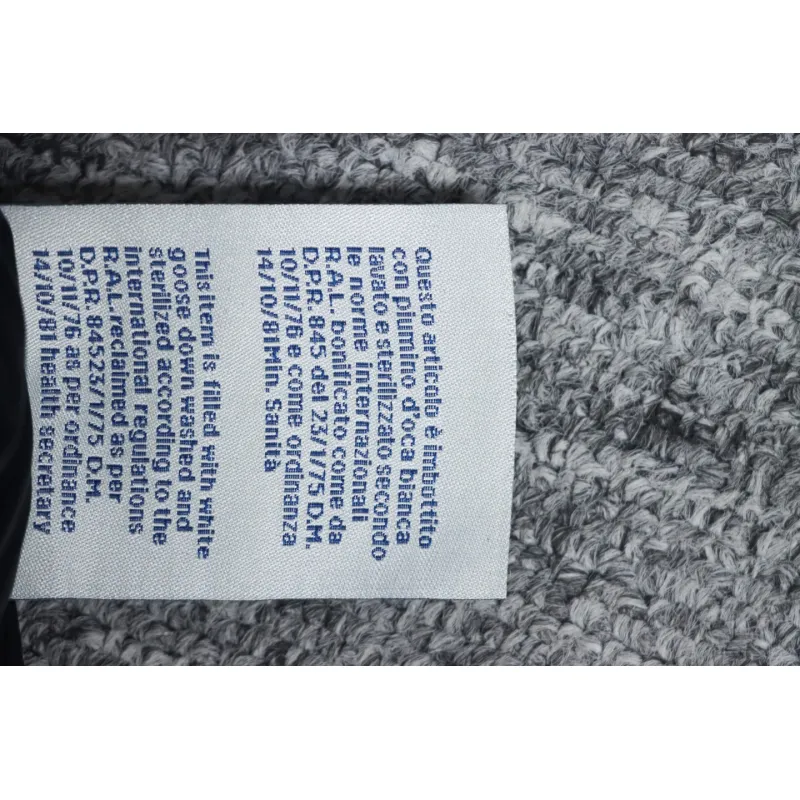 Questo articolo è imbottito
con piumino d'oca bianca
lavato e sterilizzato secondo
le norme internazionali
R.A.L. bonificato come da
D.P.R. 845 del 23/1/75 D.M.
10/11/76 e come ordinanza
14/10/81 Min. Sanità
This item is filled with white
goose down washed and
sterilized according to the
international regulations
R.A.L. reclained as per
D.P.R. 84523/1/75 D.M.
10/11/76 as per ordinance
14/10/81 health secretary